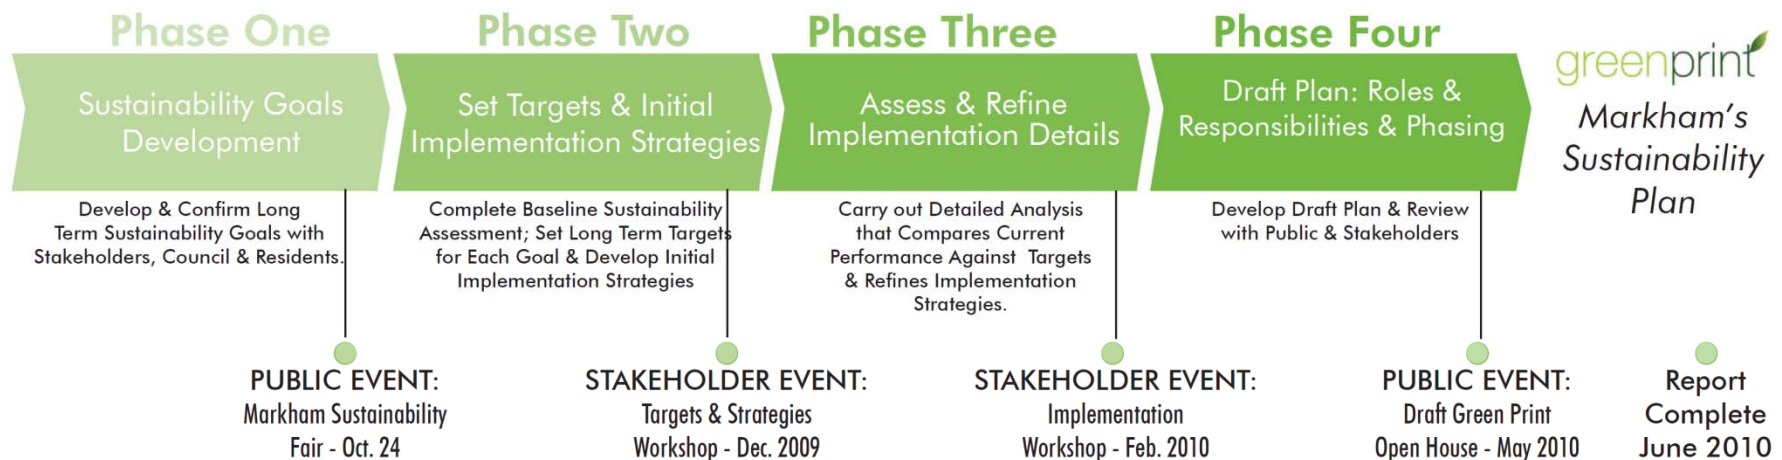 Phase One
Sustainability Goals
Development
Develop & Confirm Long
Term Sustainability Goals with
Stakeholders, Council & Residents.
PUBLIC EVENT:
Markham Sustainability
Fair - Oct. 24
Phase Two
Set Targets & Initial
Implementation Strategies
Complete Baseline Sustainability
Assessment; Set Long Term Targets
for Each Goal & Develop Initial
Implementation Strategies
STAKEHOLDER EVENT:
Targets & Strategies
Workshop - Dec. 2009
Phase Three
Assess & Refine
Implementation Details
Carry out Detailed Analysis
that Compares Current
Performance Against Targets
& Refines Implementation
Strategies.
STAKEHOLDER EVENT:
Implementation
Workshop - Feb. 2010
Phase Four
Draft Plan: Roles &
Responsibilities & Phasing
Develop Draft Plan & Review
with Public & Stakeholders
PUBLIC EVENT:
Draft Green Print
Open House - May 2010
greenprint
Markham's
Sustainability
Plan
Report
Complete
June 2010